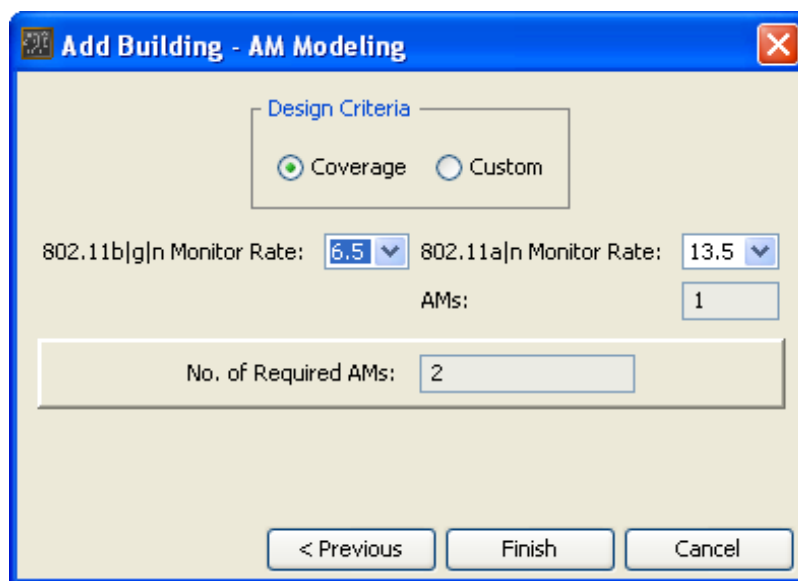 Add Building - AM Modeling
Design Criteria
Coverage Custom
802.11b|g|n Monitor Rate: 6.5 802.11a|n Monitor Rate: 13.5
AMs: 1
No. of Required AMs: 2
< Previous Finish Cancel